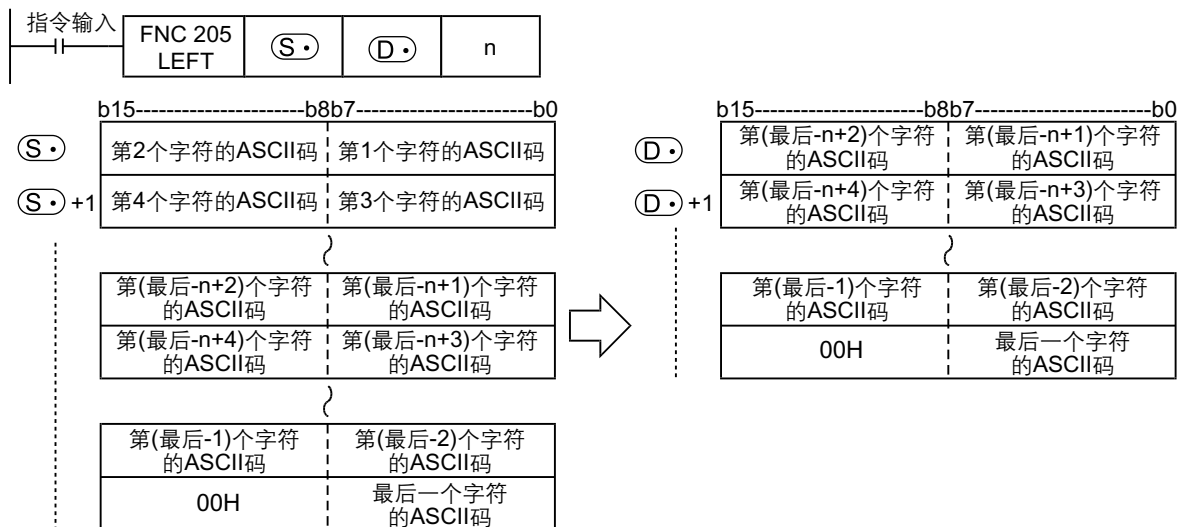 指令输入
FNC 205
LEFT
S·
D·
n
b15----------------------b8b7-----------------------b0
S·
第2个字符的ASCII码
第1个字符的ASCII码
S· +1
第4个字符的ASCII码
第3个字符的ASCII码
第(最后-n+2)个字符
的ASCII码
第(最后-n+1)个字符
的ASCII码
第(最后-n+4)个字符
的ASCII码
第(最后-n+3)个字符
的ASCII码
第(最后-1)个字符
的ASCII码
第(最后-2)个字符
的ASCII码
00H
最后一个字符
的ASCII码
b15----------------------b8b7-----------------------b0
D·
第(最后-n+2)个字符
的ASCII码
第(最后-n+1)个字符
的ASCII码
D· +1
第(最后-n+4)个字符
的ASCII码
第(最后-n+3)个字符
的ASCII码
第(最后-1)个字符
的ASCII码
第(最后-2)个字符
的ASCII码
00H
最后一个字符
的ASCII码